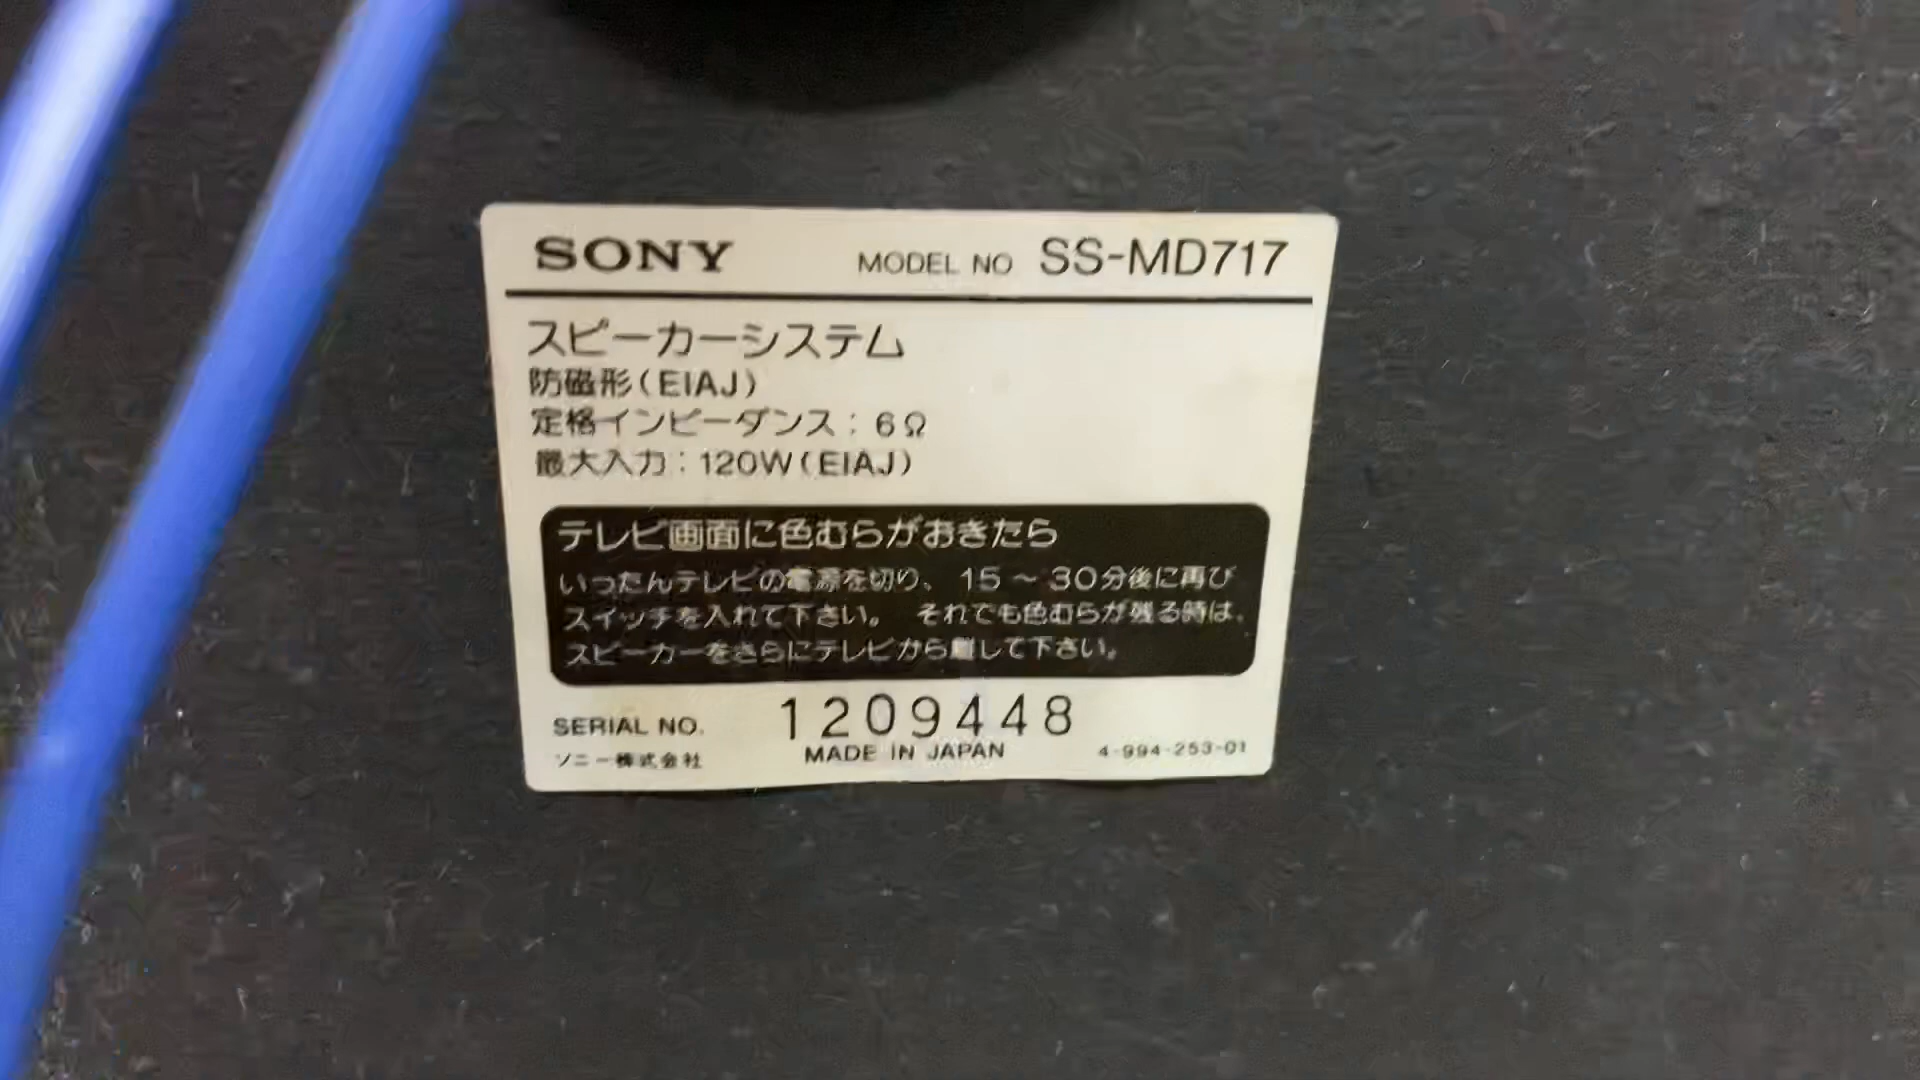 SONY MODEL NO SS-MD717
スピーカーシステム
防磁形(EIAJ)
定格インピーダンス：6Ω
最大入力：120W(EIAJ)
テレビ画面に色むらがおきたら
いったんテレビの電源を切り、15～30分後に再び
スイッチを入れて下さい。 それでも色むらが残る時は、
スピーカーをさらにテレビから離して下さい。
SERIAL NO. 1209448
ソニー株式会社 MADE IN JAPAN 4-994-253-01